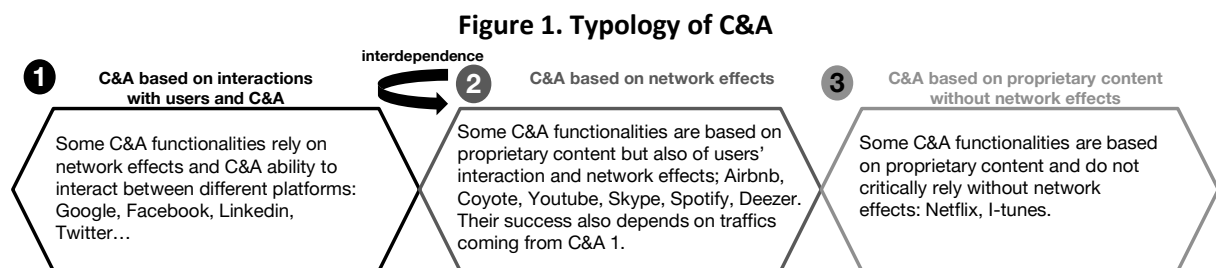 Figure 1. Typology of C&A
interdependence
1
C&A based on interactions
with users and C&A
Some C&A functionalities rely on
network effects and C&A ability to
interact between different platforms:
Google, Facebook, Linkedin,
Twitter…
2
C&A based on network effects
Some C&A functionalities are based on
proprietary content but also of users’
interaction and network effects; Airbnb,
Coyote, Youtube, Skype, Spotify, Deezer.
Their success also depends on traffics
coming from C&A 1.
3
C&A based on proprietary content
without network effects
Some C&A functionalities are based
on proprietary content and do not
critically rely without network
effects: Netflix, I-tunes.